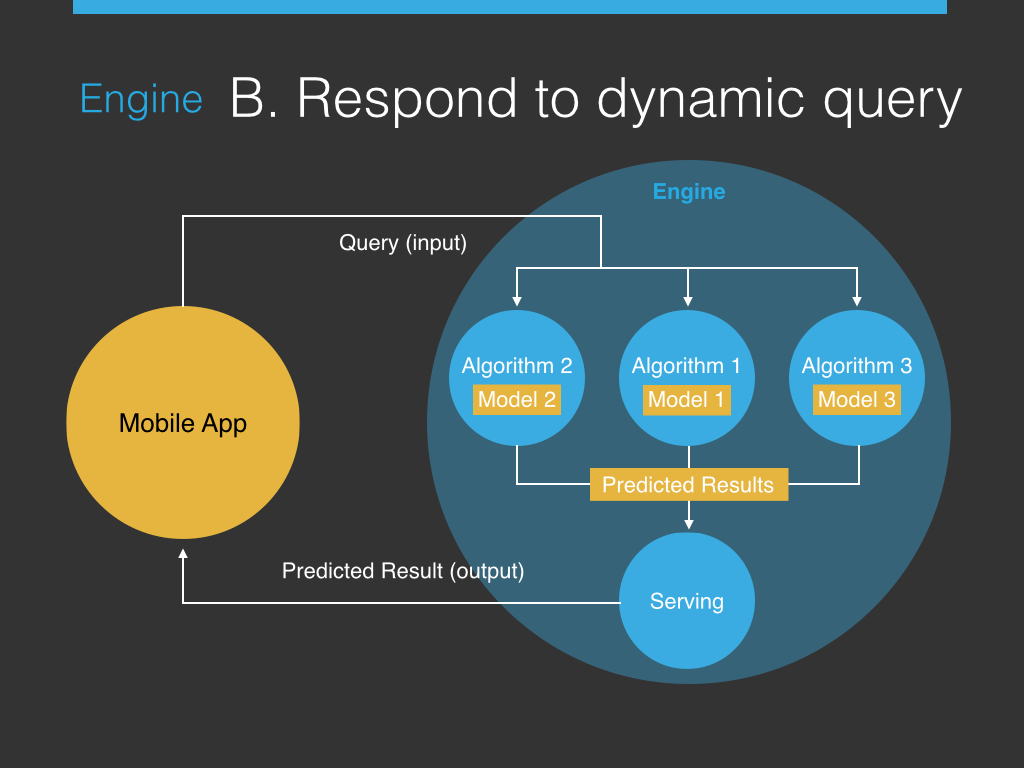 Engine B. Respond to dynamic query
Engine
Query (input)
Algorithm 2
Model 2
Algorithm 1
Model 1
Algorithm 3
Model 3
Mobile App
Predicted Results
Predicted Result (output)
Serving